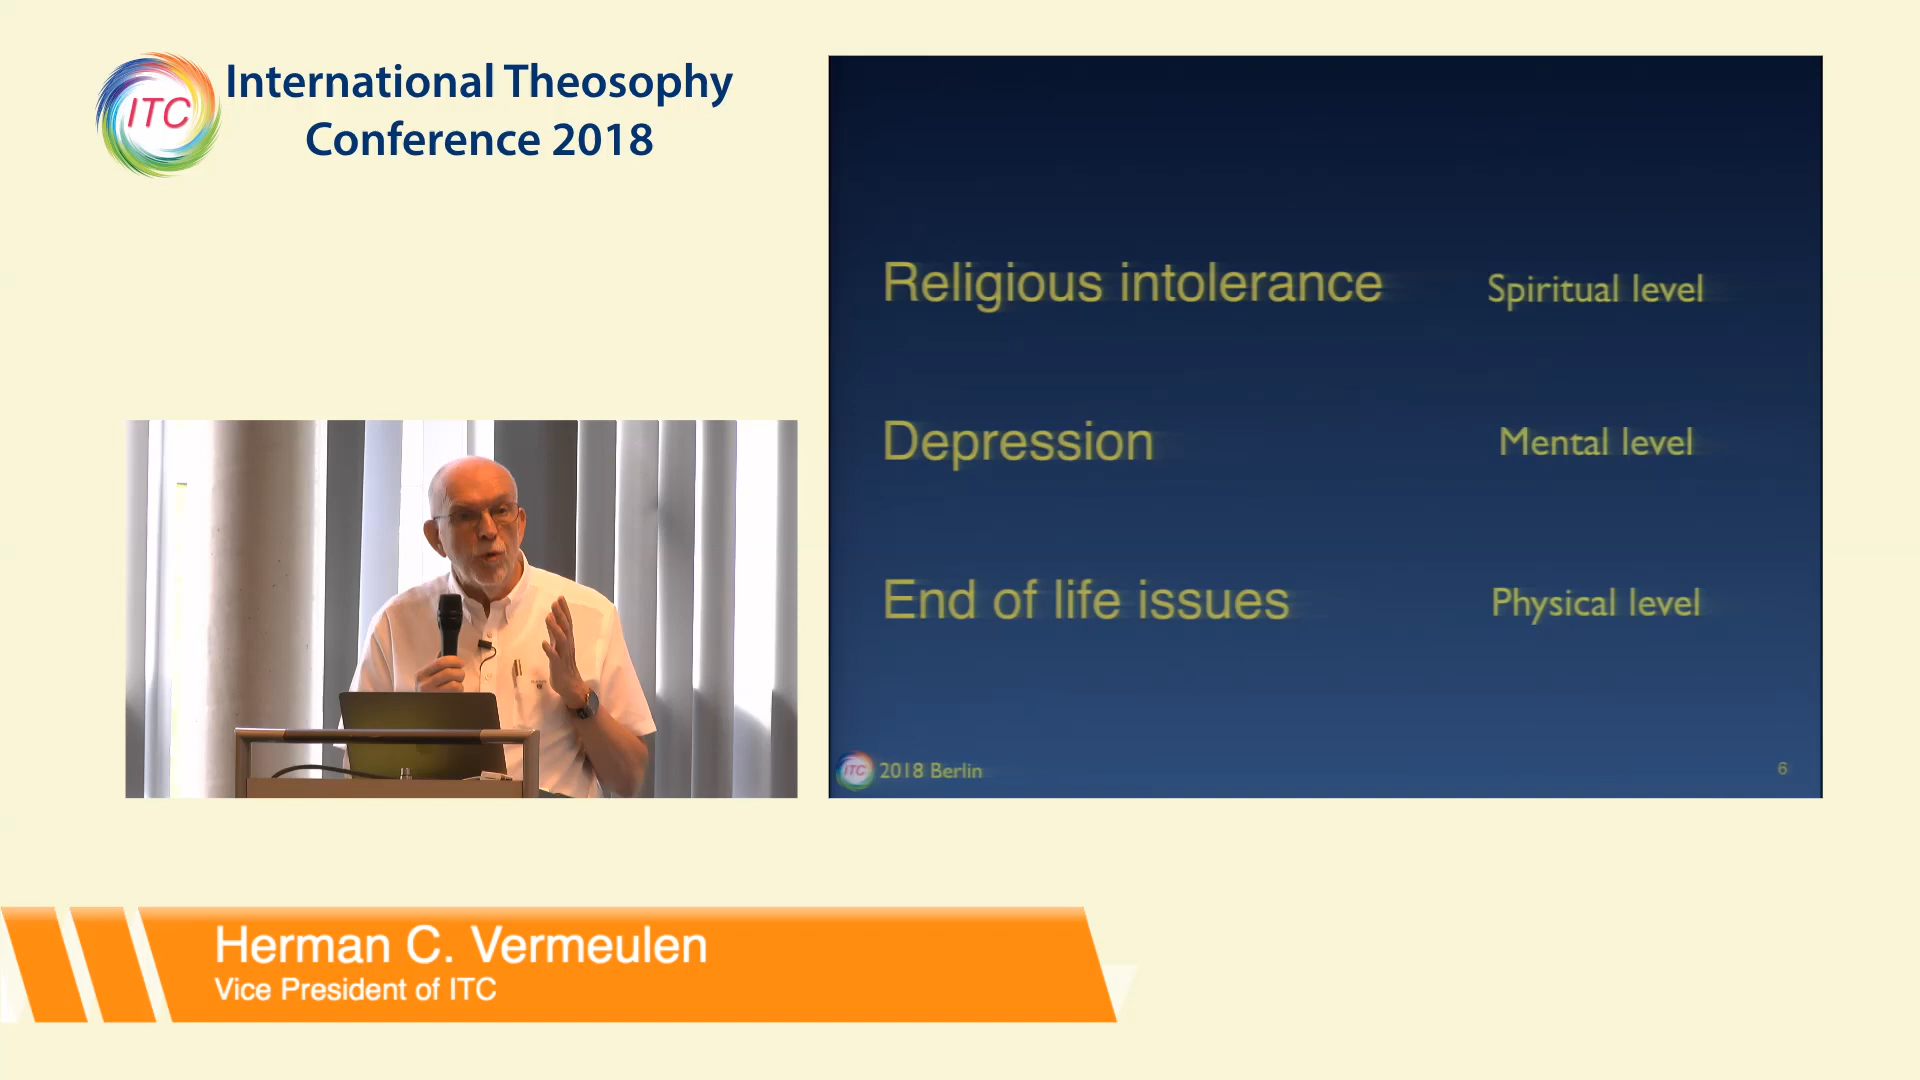 ITC
International Theosophy
Conference 2018
Religious intolerance Spiritual level
Depression Mental level
End of life issues Physical level
ITC 2018 Berlin 6
Herman C. Vermeulen
Vice President of ITC